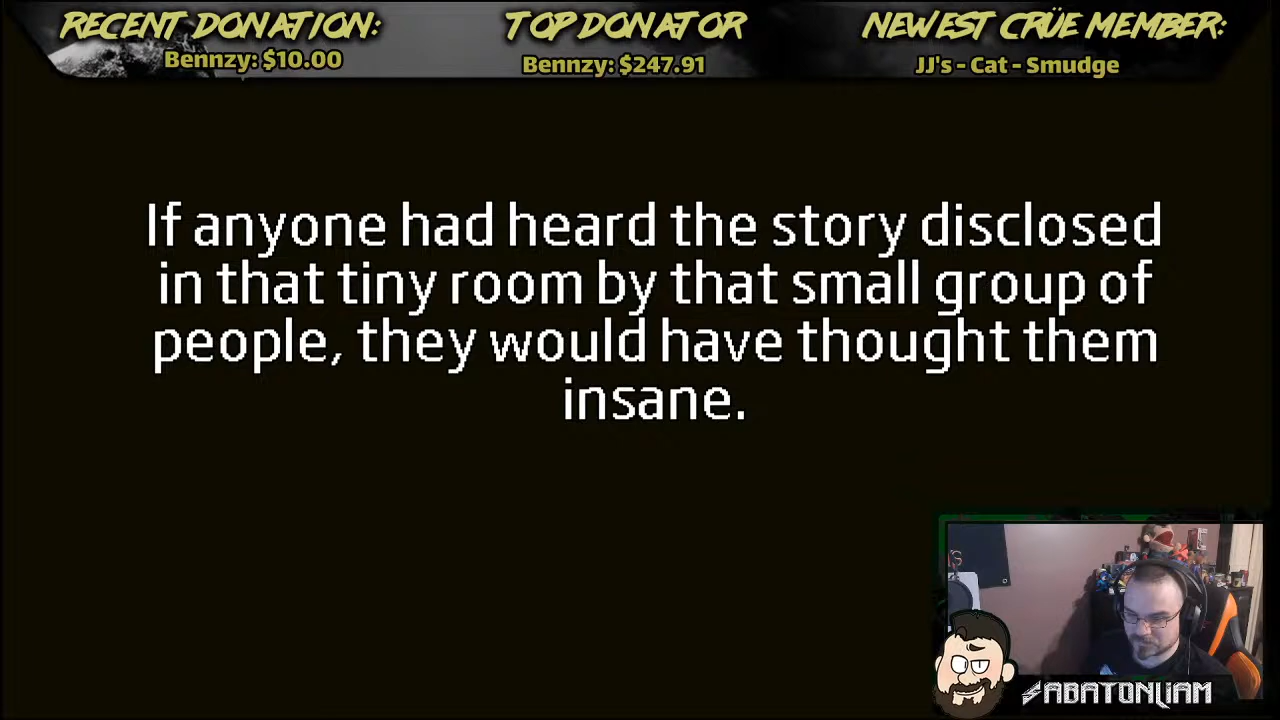 RECENT DONATION:
Bennzy: $10.00
TOP DONATOR
Bennzy: $247.91
NEWEST CRÜE MEMBER:
JJ's - Cat - Smudge
If anyone had heard the story disclosed
in that tiny room by that small group of
people, they would have thought them
insane.
SABATONLIAM